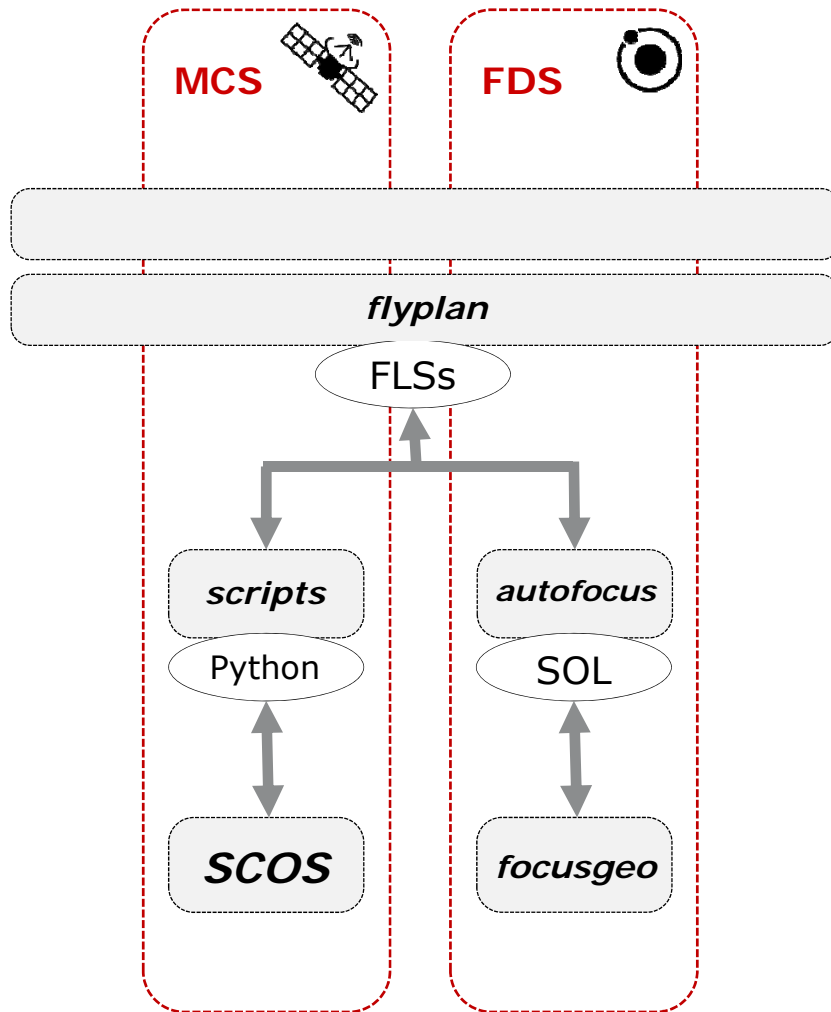 MCS
FDS
flyplan
FLSs
scripts
autofocus
Python
SOL
SCOS
focusgeo